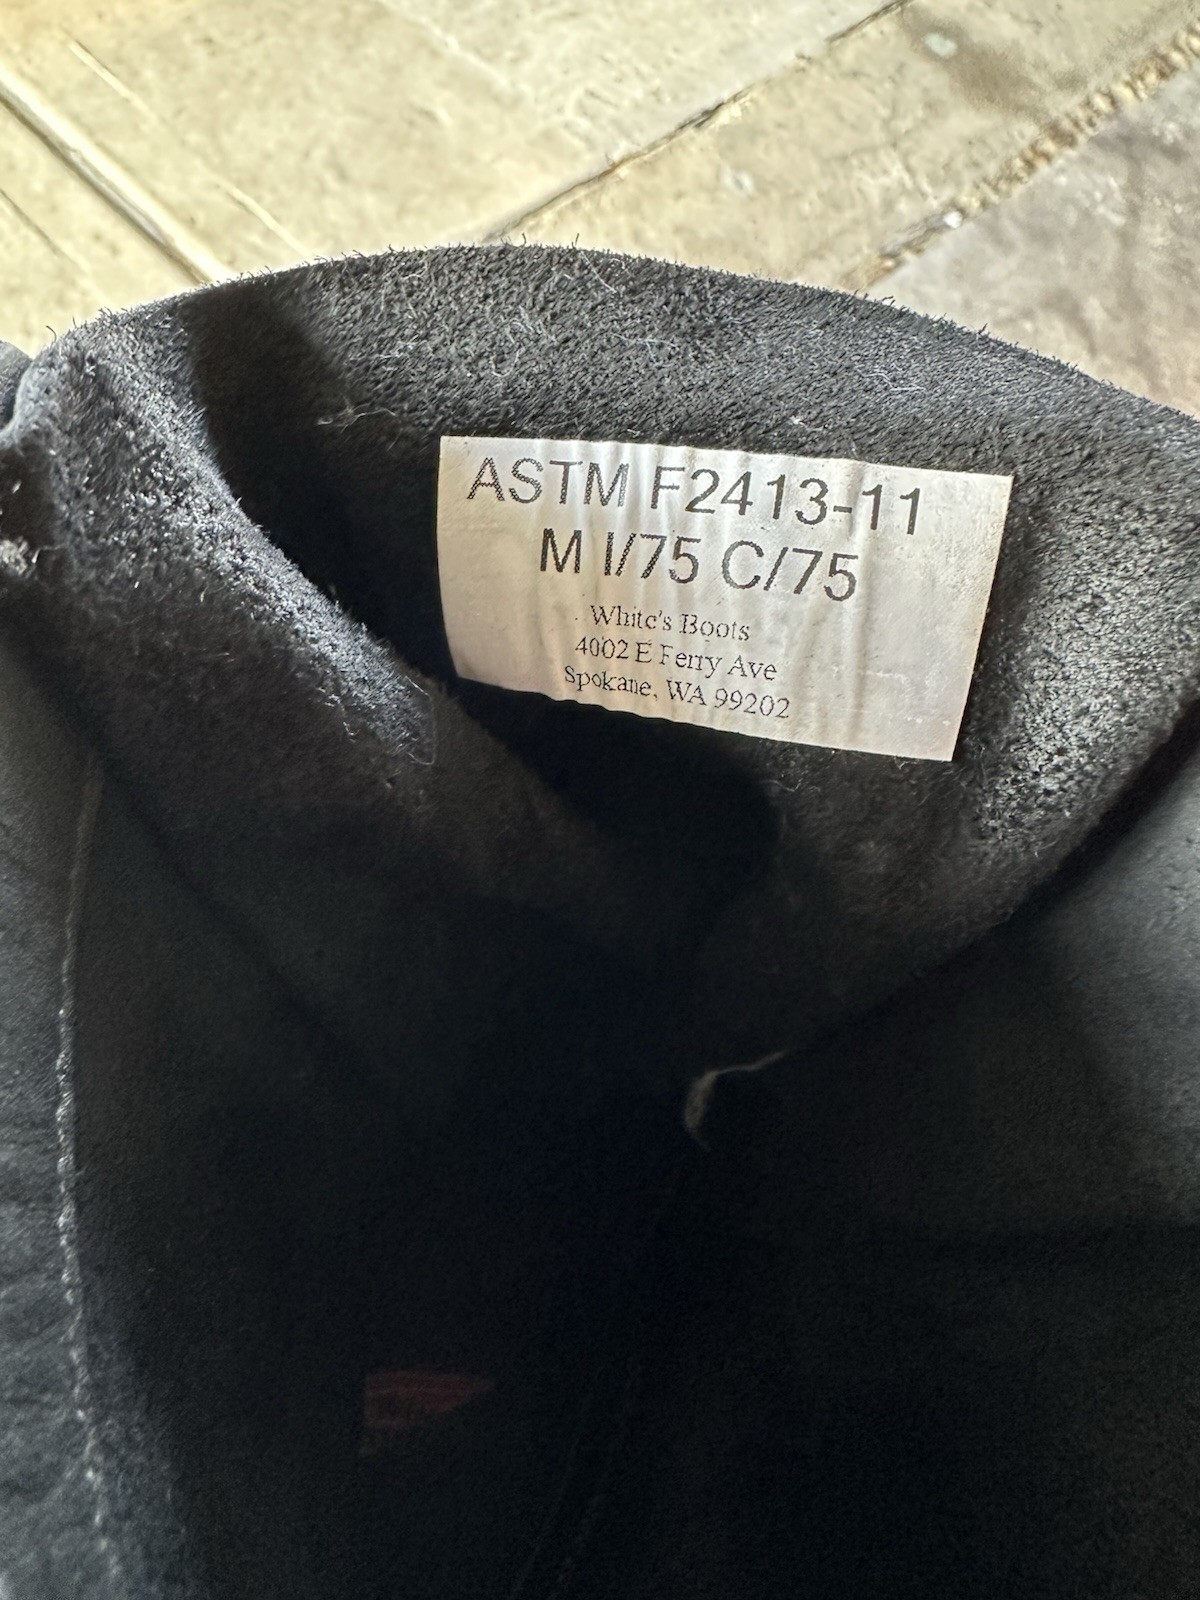 ASTM F2413-11
M I/75 C/75
White's Boots
4002 E Ferry Ave
Spokane, WA 99202